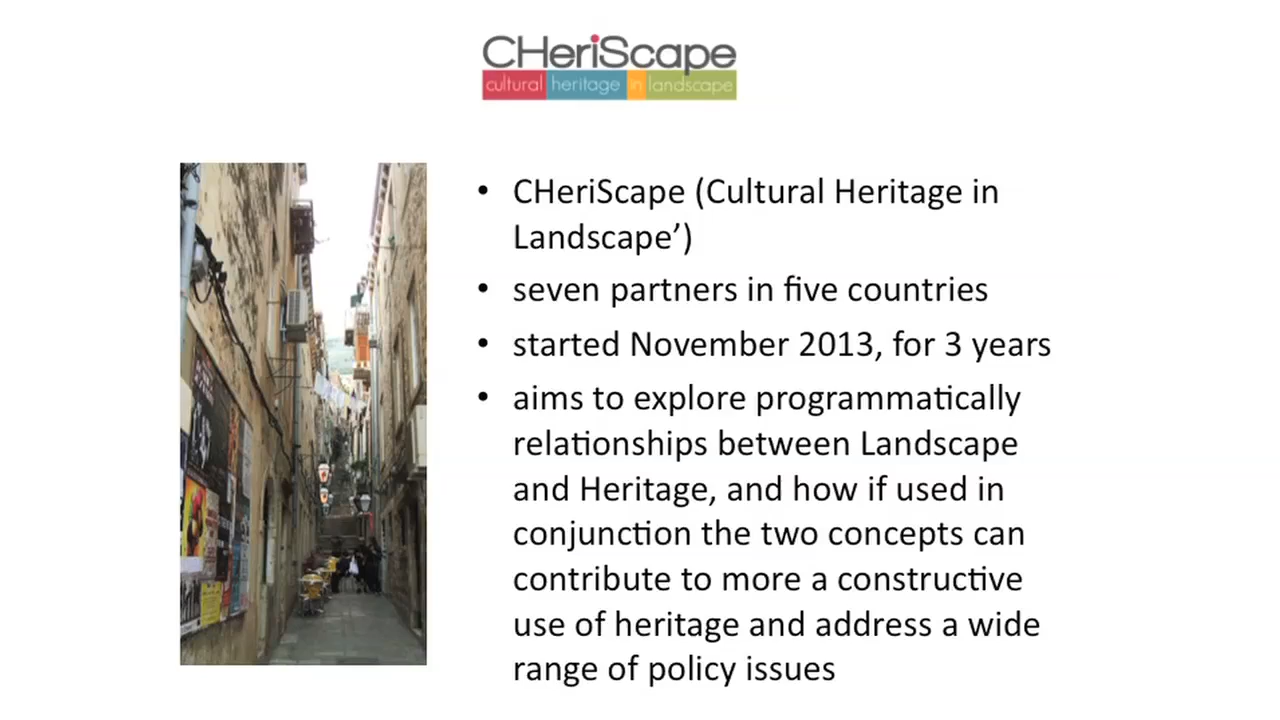 CHeriScape
cultural heritage in landscape
• CHeriScape (Cultural Heritage in
Landscape’)
• seven partners in five countries
• started November 2013, for 3 years
• aims to explore programmatically
relationships between Landscape
and Heritage, and how if used in
conjunction the two concepts can
contribute to more a constructive
use of heritage and address a wide
range of policy issues